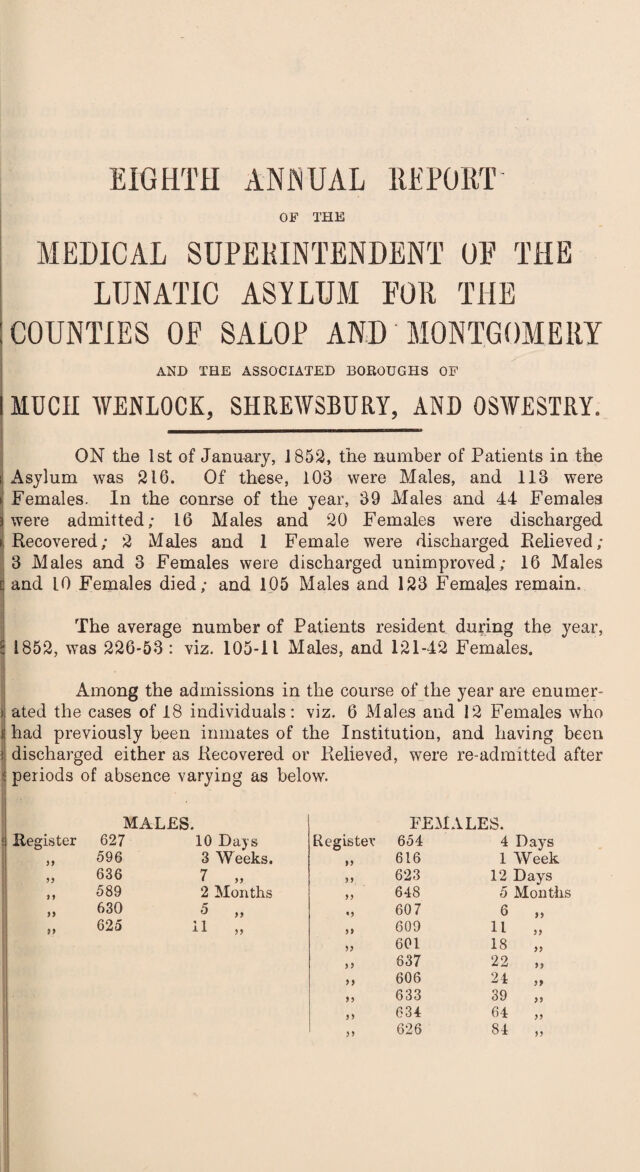 EIGHTH ANNUAL REPORT
OF THE
MEDICAL SUPERINTENDENT OF THE
LUNATIC ASYLUM FOR THE
COUNTIES OF SALOP AND MONTGOMERY
AND THE ASSOCIATED BOROUGHS OF
MUCH WENLOCK, SHREWSBURY, AND OSWESTRY.
ON the 1st of January, 1852, the number of Patients in the
Asylum was 216. Of these, 103 were Males, and 113 were
Females. In the conrse of the year, 39 Males and 44 Females
were admitted; 16 Males and 20 Females were discharged
Recovered; 2 Males and 1 Female were discharged Relieved;
3 Males and 3 Females were discharged unimproved; 16 Males
and 10 Females died; and 105 Males and 123 Females remain.
The average number of Patients resident during the year,
1852, was 226-53: viz. 105-11 Males, and 121-42 Females.
Among the admissions in the course of the year are enumer-
ated the cases of 18 individuals: viz. 6 Males and 12 Females who
had previously been inmates of the Institution, and having been
discharged either as Recovered or Relieved, were re-admitted after
periods of absence varying as below.
MALES.
Register 627 10 Days
„ 596 3 Weeks.
„ 636 7 „
„ 589 2 Months
„ 630 5 „
„ 625 11 „
FEMALES.
Register 654 4 Days
„ 616 1 Week
„ 623 12 Days
„ 648 5 Months
„ 607 6 „
„ 609 11 „
„ 601 18 „
„ 637 22 „
„ 606 24 „
„ 633 39 „
„ 634 64 „
„ 626 84 „